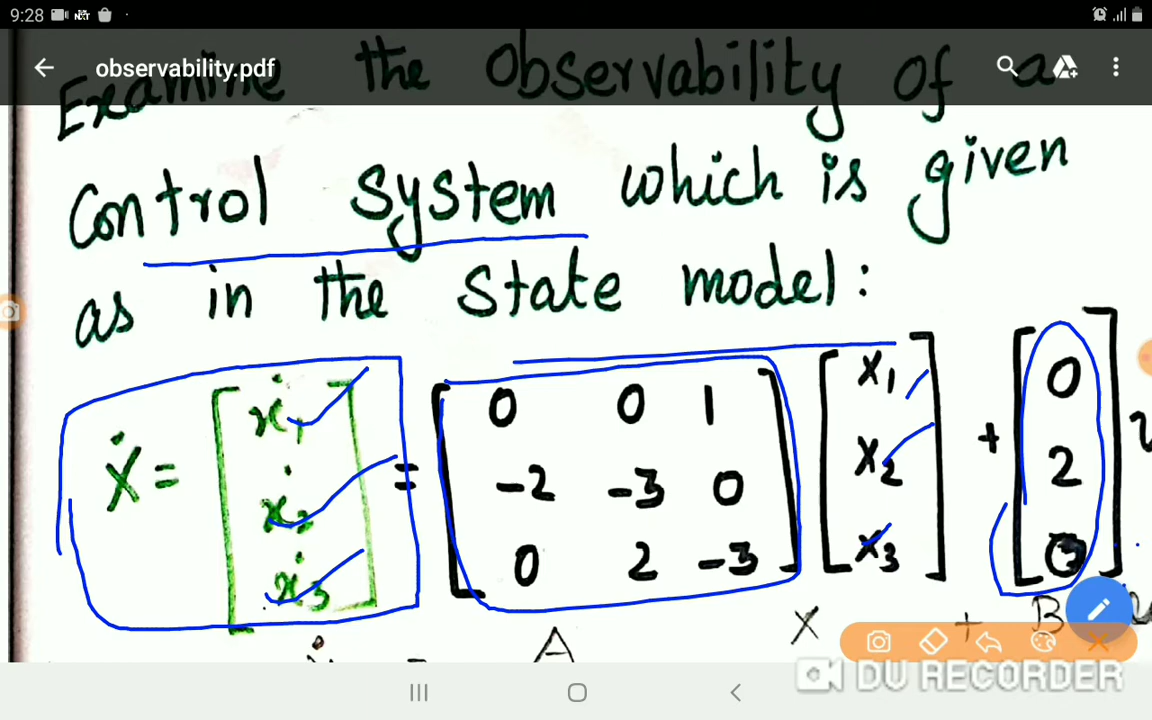 9:28
observability.pdf
Examine the Observability of a
Control System which is given
as in the State model:
Ẋ = [ẋ1 = [0 0 1 [x1 + [0
ẋ2 -2 -3 0 x2 2
ẋ3] 0 2 -3] x3] 0]
A X + B
DU RECORDER